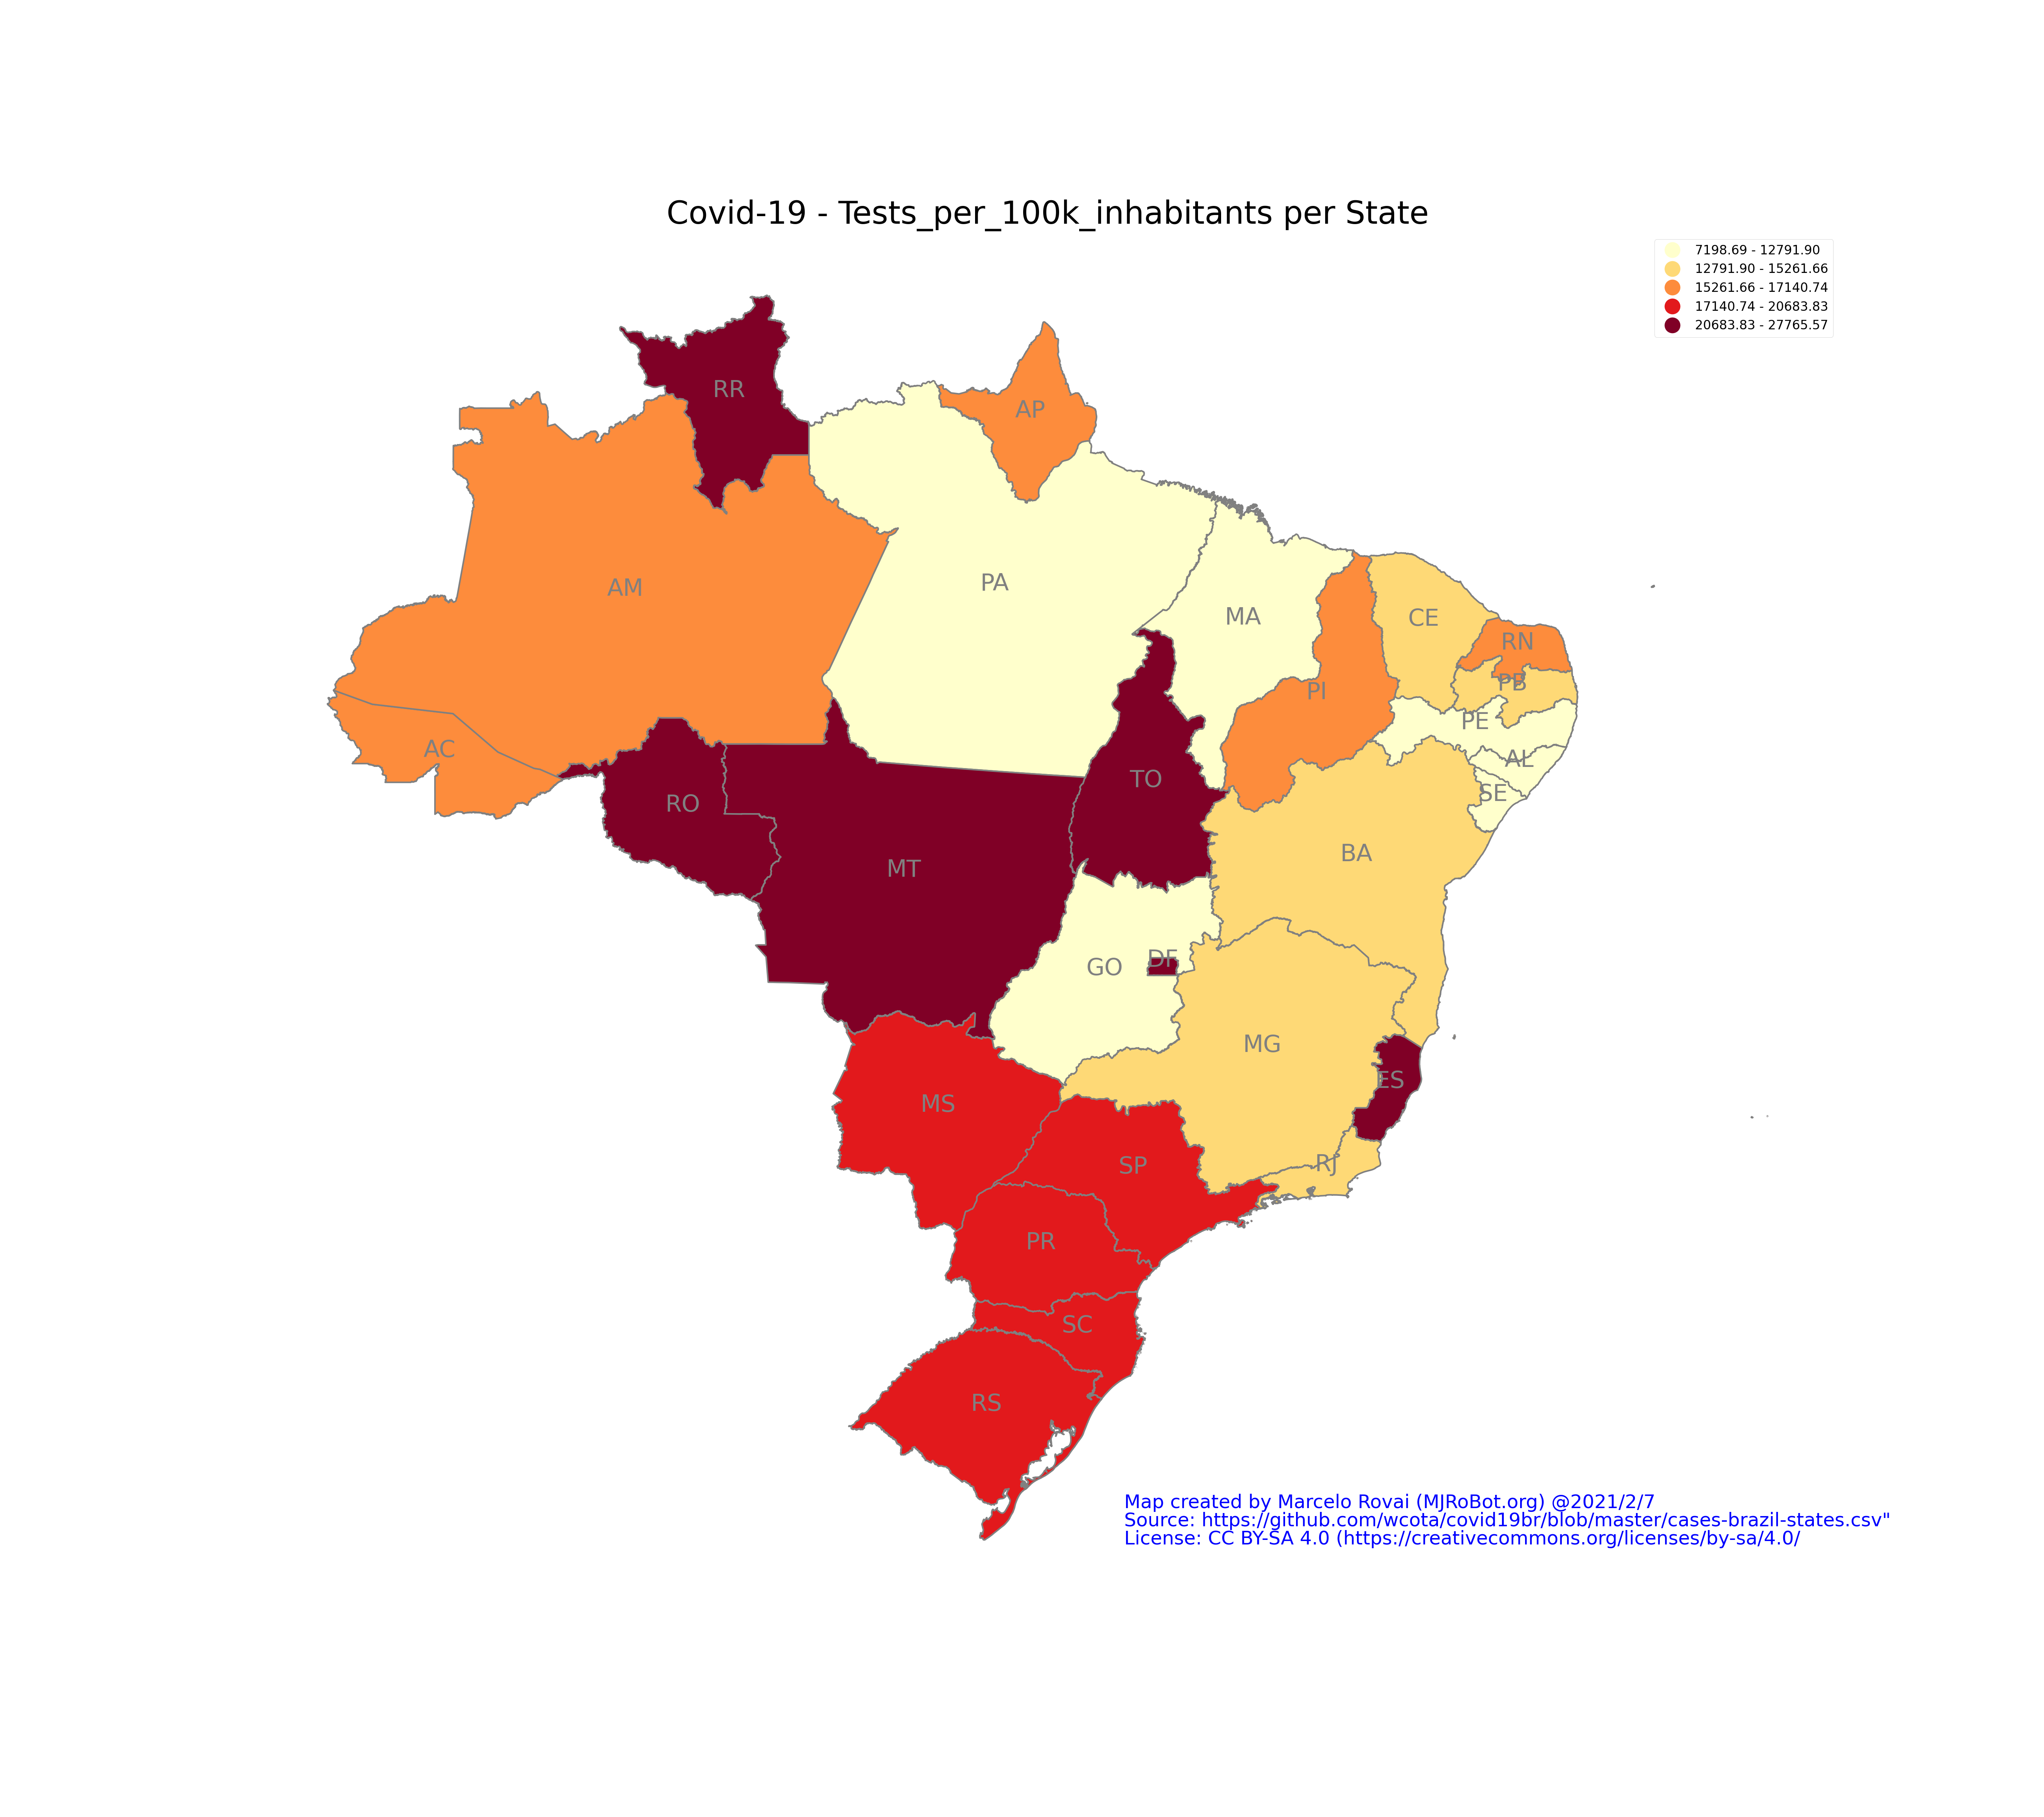 Covid-19 - Tests_per_100k_inhabitants per State
7198.69 - 12791.90
12791.90 - 15261.66
15261.66 - 17140.74
17140.74 - 20683.83
20683.83 - 27765.57
RR
AP
AM
PA
MA
CE
RN
PB
PI
PE
AC
AL
TO
SE
RO
BA
MT
DF
GO
MG
ES
MS
RJ
SP
PR
SC
RS
Map created by Marcelo Rovai (MJRoBot.org) @2021/2/7
Source: https://github.com/wcota/covid19br/blob/master/cases-brazil-states.csv"
License: CC BY-SA 4.0 (https://creativecommons.org/licenses/by-sa/4.0/